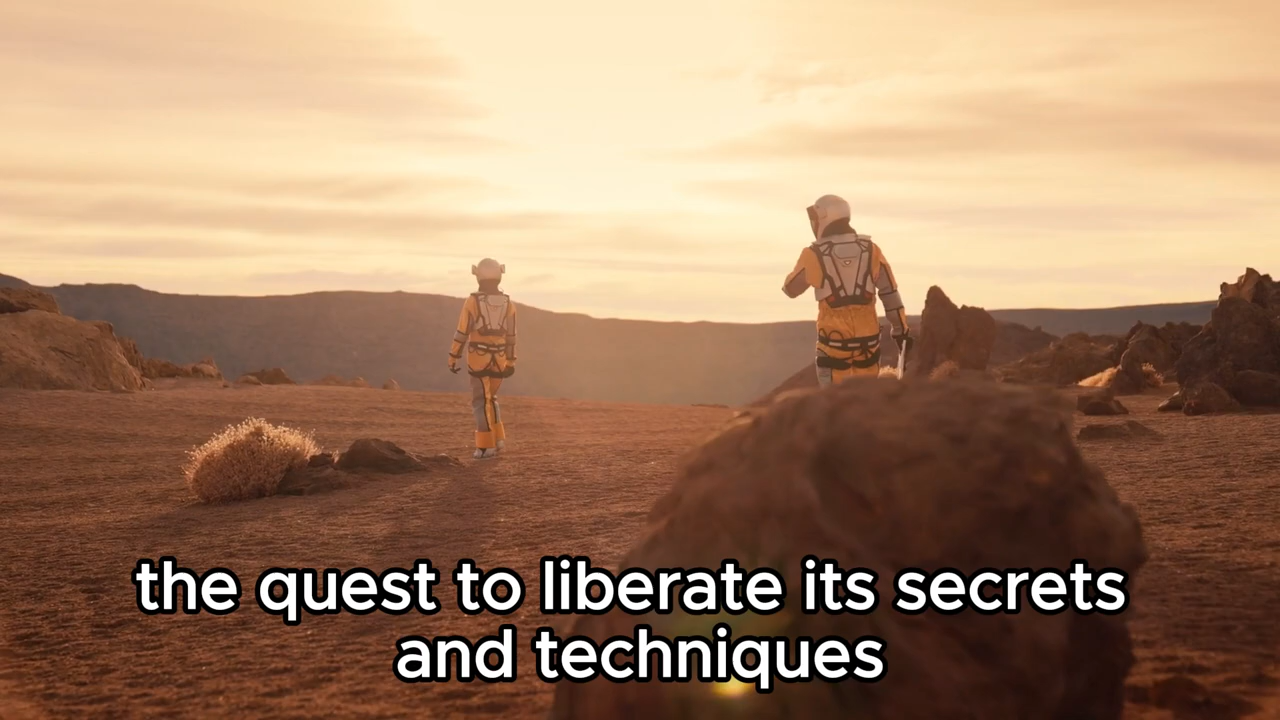 the quest to liberate its secrets
and techniques